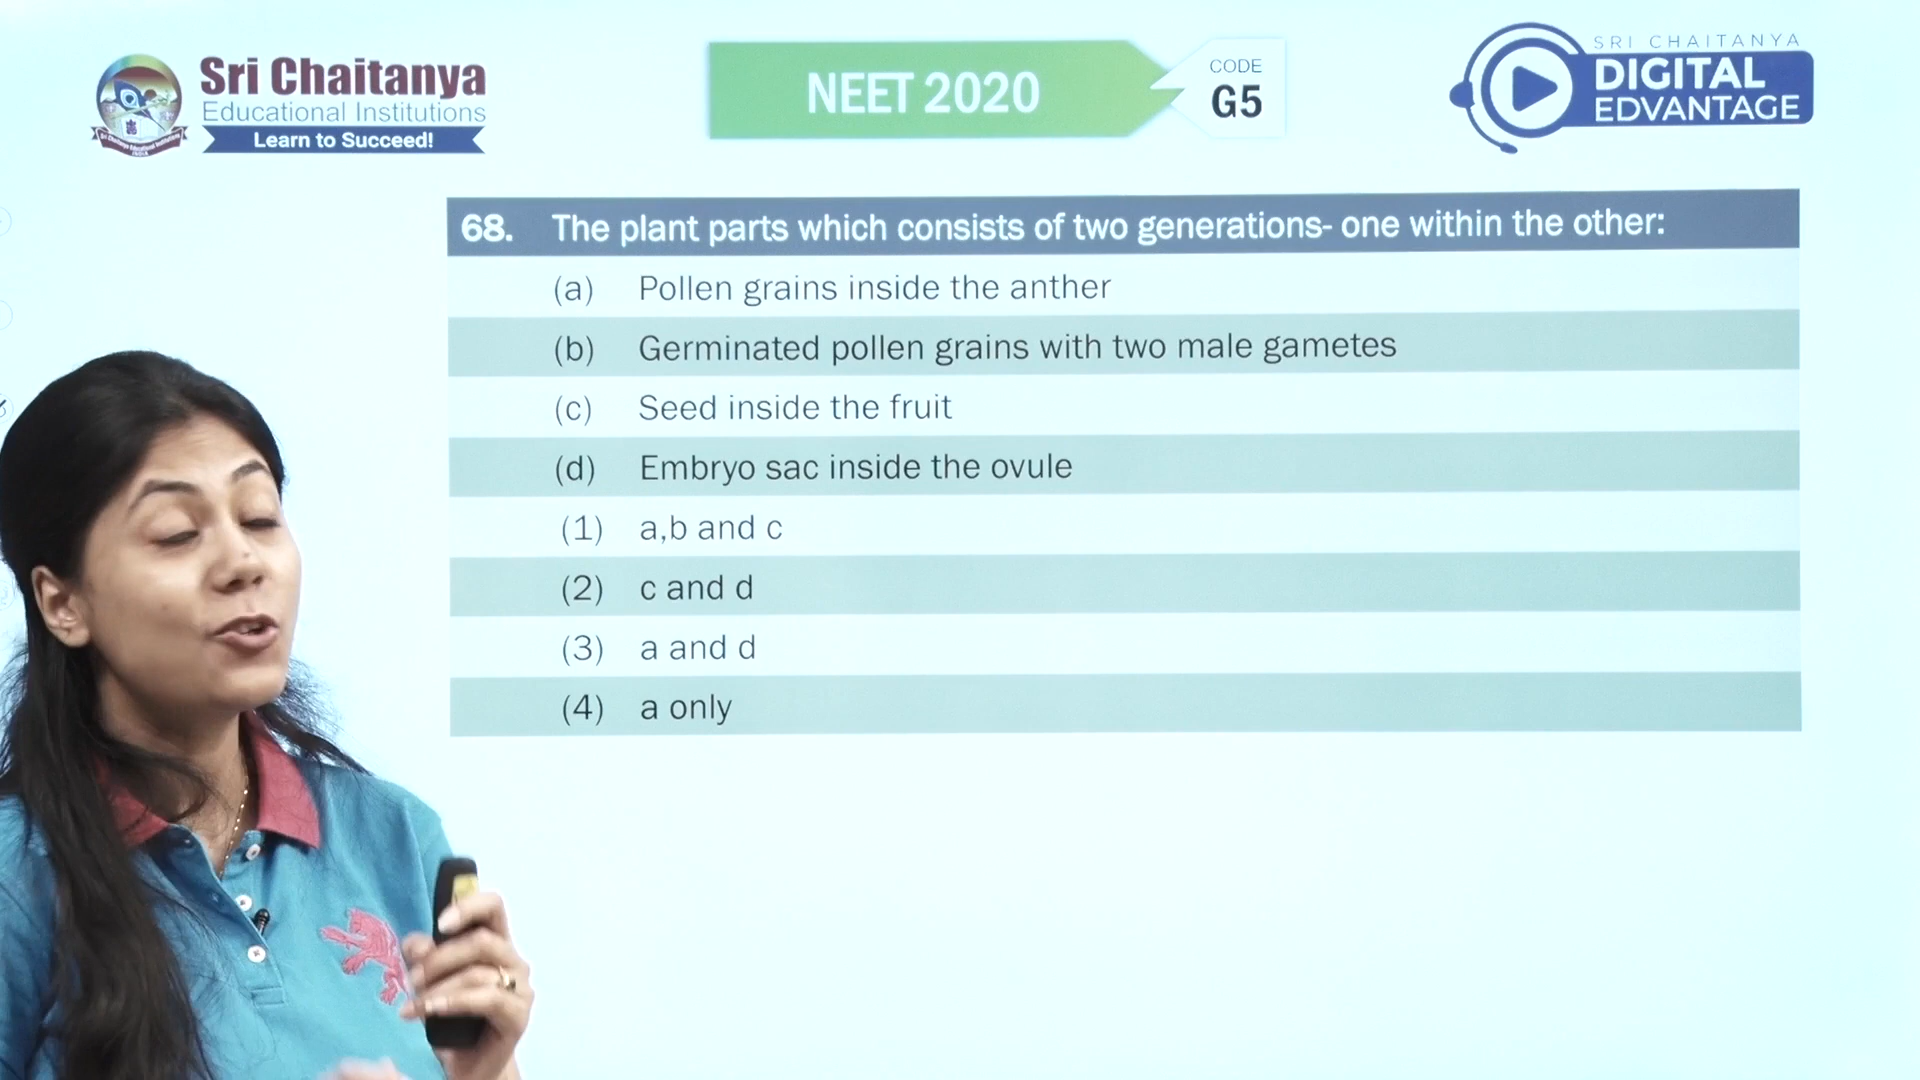 Sri Chaitanya
Educational Institutions
Learn to Succeed!
NEET 2020
CODE
G5
SRI CHAITANYA
DIGITAL
EDVANTAGE
68. The plant parts which consists of two generations- one within the other:
(a) Pollen grains inside the anther
(b) Germinated pollen grains with two male gametes
(c) Seed inside the fruit
(d) Embryo sac inside the ovule
(1) a,b and c
(2) c and d
(3) a and d
(4) a only